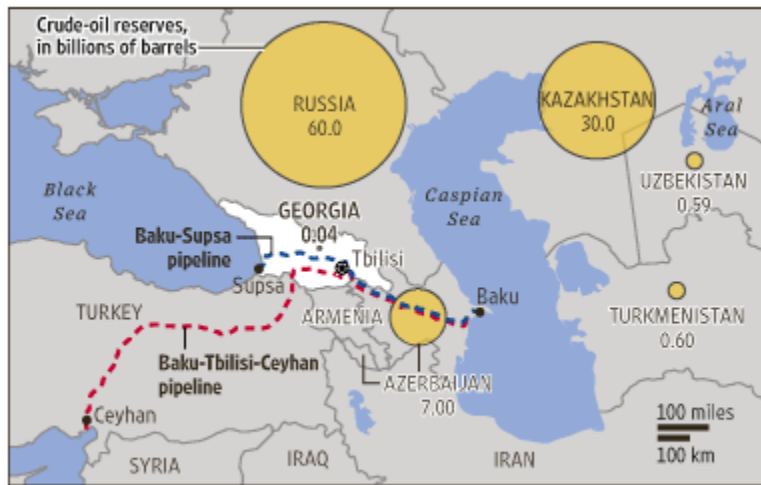 Crude-oil reserves,
in billions of barrels
RUSSIA
60.0
KAZAKHSTAN
30.0
Aral
Sea
UZBEKISTAN
0.59
Black
Sea
Caspian
Sea
GEORGIA
0.04
Baku-Supsa
pipeline
Tbilisi
Supsa
Baku
TURKEY
ARMENIA
TURKMENISTAN
0.60
Baku-Tbilisi-Ceyhan
pipeline
AZERBAIJAN
7.00
Ceyhan
100 miles
100 km
SYRIA
IRAQ
IRAN